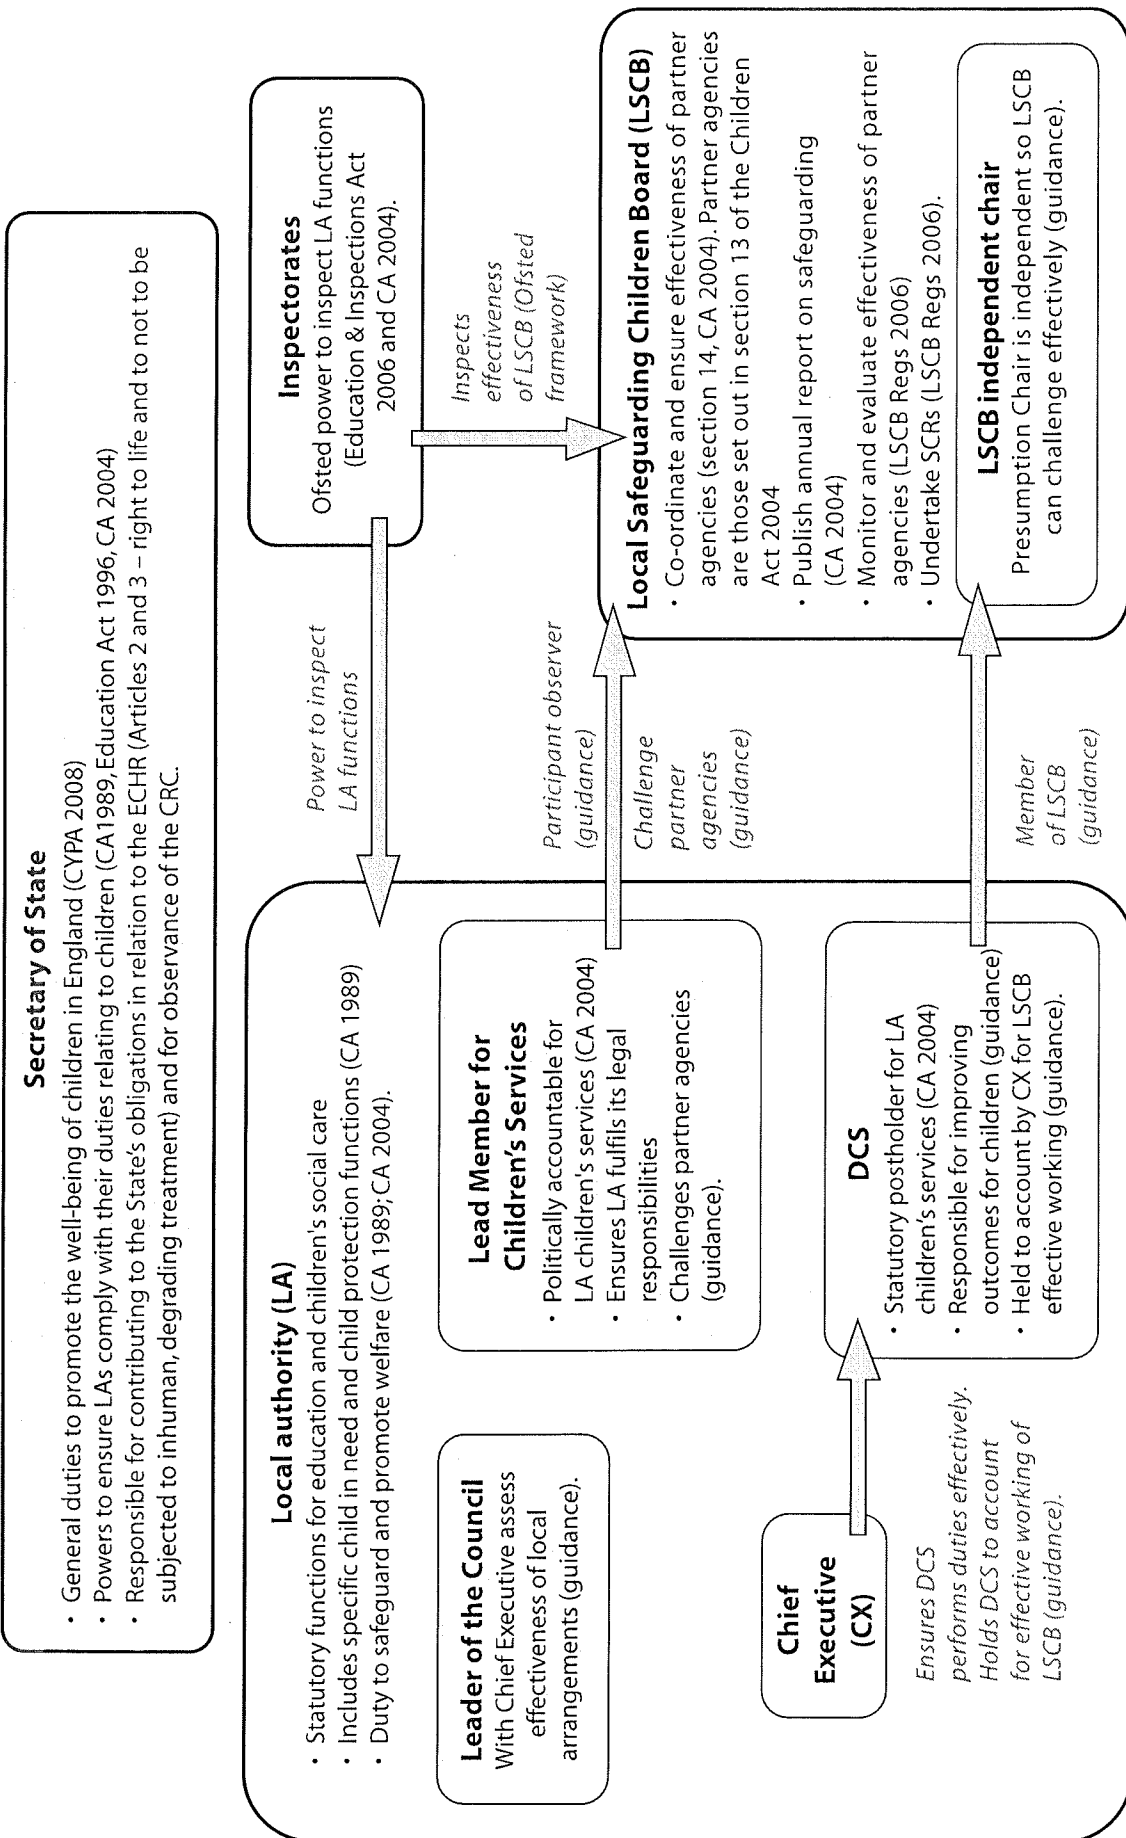 Secretary of State
• General duties to promote the well-being of children in England (CYPA 2008)
• Powers to ensure LAs comply with their duties relating to children (CA1989, Education Act 1996, CA 2004)
• Responsible for contributing to the State's obligations in relation to the ECHR (Articles 2 and 3 – right to life and not to be
subjected to inhuman, degrading treatment) and for observance of the CRC.
Local authority (LA)
• Statutory functions for education and children's social care
• Includes specific child in need and child protection functions (CA 1989)
• Duty to safeguard and promote welfare (CA 1989; CA 2004).
Power to inspect
LA functions
Inspectorates
Ofsted power to inspect LA functions
(Education & Inspections Act
2006 and CA 2004).
Inspects
effectiveness
of LSCB (Ofsted
framework)
Leader of the Council
With Chief Executive assess
effectiveness of local
arrangements (guidance).
Lead Member for
Children's Services
• Politically accountable for
LA children's services (CA 2004)
• Ensures LA fulfils its legal
responsibilities
• Challenges partner agencies
(guidance).
Participant observer
(guidance)
Challenge
partner
agencies
(guidance)
Local Safeguarding Children Board (LSCB)
• Co-ordinate and ensure effectiveness of partner
agencies (section 14, CA 2004). Partner agencies
are those set out in section 13 of the Children
Act 2004
• Publish annual report on safeguarding
(CA 2004)
• Monitor and evaluate effectiveness of partner
agencies (LSCB Regs 2006)
• Undertake SCRs (LSCB Regs 2006).
Chief
Executive
(CX)
Ensures DCS
performs duties effectively.
Holds DCS to account
for effective working of
LSCB (guidance).
DCS
• Statutory postholder for LA
children's services (CA 2004)
• Responsible for improving
outcomes for children (guidance)
• Held to account by CX for LSCB
effective working (guidance).
Member
of LSCB
(guidance)
LSCB independent chair
Presumption Chair is independent so LSCB
can challenge effectively (guidance).